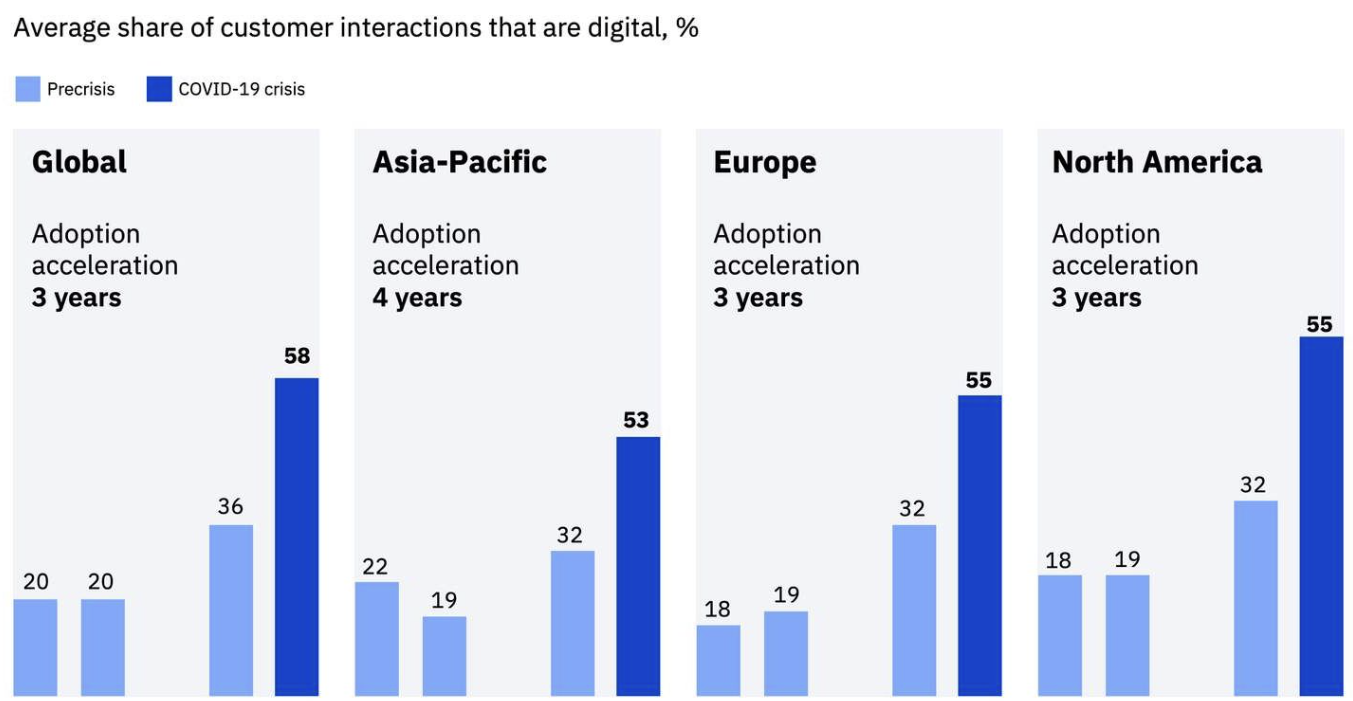 Average share of customer interactions that are digital, %
Precrisis
COVID-19 crisis
Global
Adoption
acceleration
3 years
20
20
36
58
Asia-Pacific
Adoption
acceleration
4 years
22
19
32
53
Europe
Adoption
acceleration
3 years
18
19
32
55
North America
Adoption
acceleration
3 years
18
19
32
55